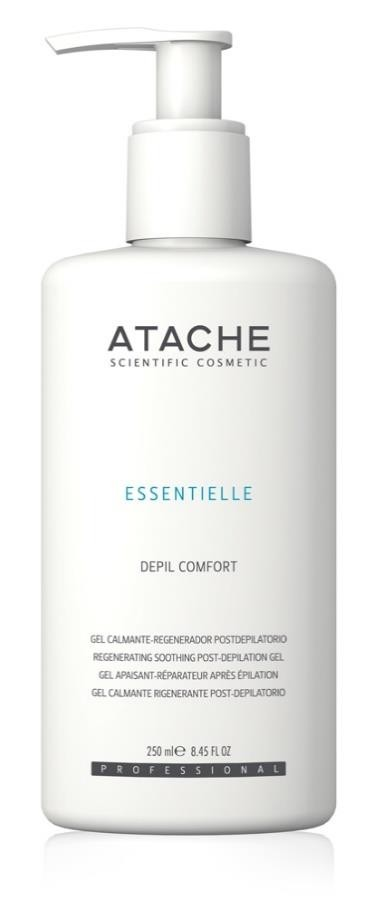 ATACHE
SCIENTIFIC COSMETIC
ESSENTIELLE
DEPIL COMFORT
GEL CALMANTE-REGENERADOR POSTDEPILATORIO
REGENERATING SOOTHING POST-DEPILATION GEL
GEL APAISANT-RÉPARATEUR APRÈS ÉPILATION
GEL CALMANTE RIGENERANTE POST-DEPILATORIO
250 ml℮ 8.45 FL OZ
PROFESSIONAL